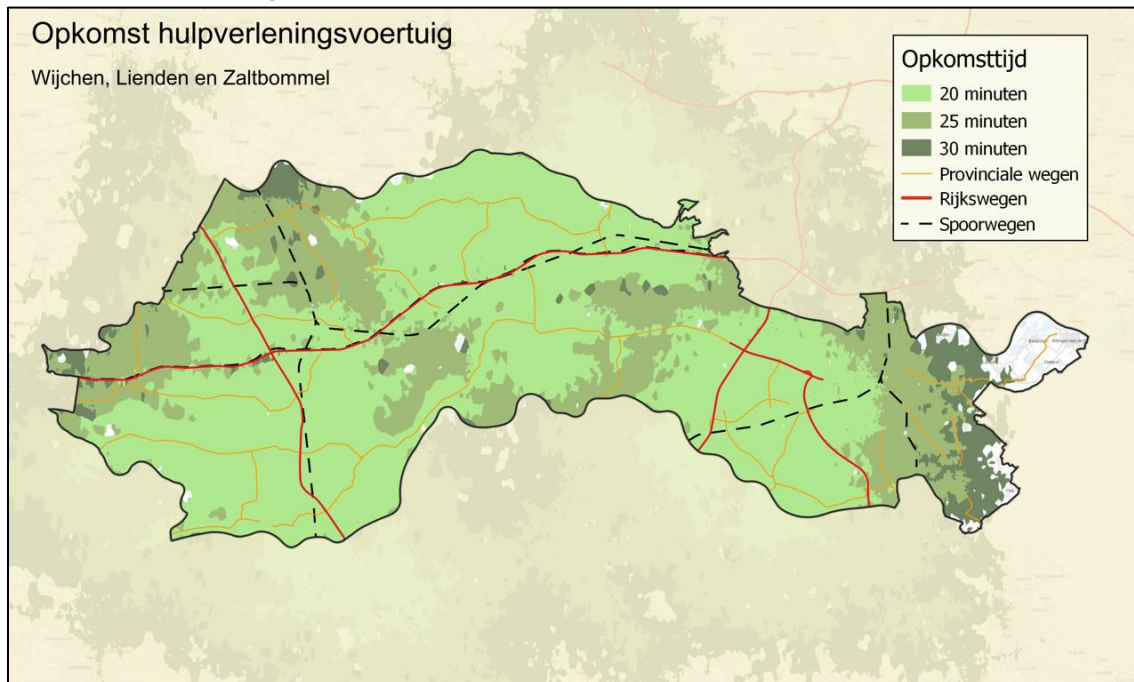 Opkomst hulpverleningsvoertuig
Wijchen, Lienden en Zaltbommel
Opkomsttijd
20 minuten
25 minuten
30 minuten
Provinciale wegen
Rijkswegen
Spoorwegen